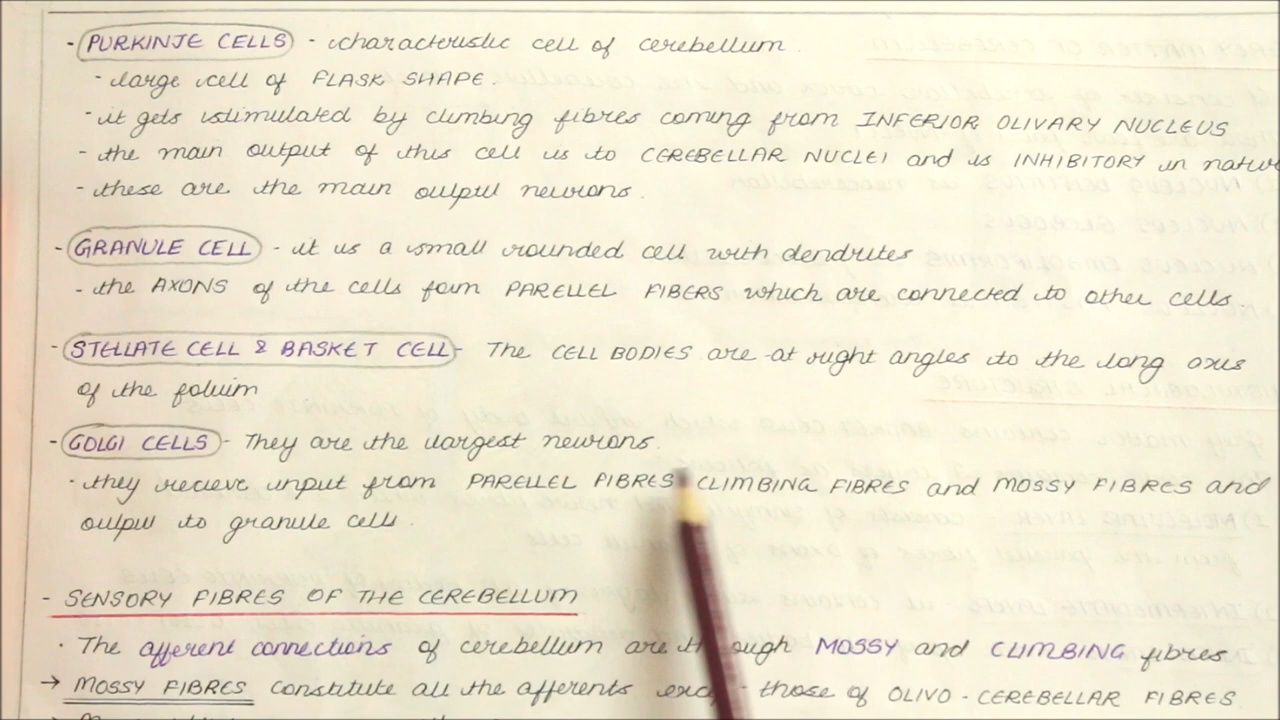 - PURKINJE CELLS - characteristic cell of cerebellum.
- large cell of FLASK SHAPE.
- it gets stimulated by climbing fibres coming from INFERIOR OLIVARY NUCLEUS
- the main output of this cell is to CEREBELLAR NUCLEI and is INHIBITORY in natur
- these are the main output neurons.
- GRANULE CELL - it is a small rounded cell with dendrites
- the AXONS of the cells form PARELLEL FIBERS which are connected to other cells.
- STELLATE CELL & BASKET CELL - The CELL BODIES are at right angles to the long axis
of the folium
- GOLGI CELLS - They are the largest neurons.
- they recieve input from PARELLEL FIBRES CLIMBING FIBRES and MOSSY FIBRES and
output to granule cell.
- SENSORY FIBRES OF THE CEREBELLUM
· The afferent connections of cerebellum are through MOSSY and CLIMBING fibres
→ MOSSY FIBRES constitute all the afferents except those of OLIVO - CEREBELLAR FIBRES